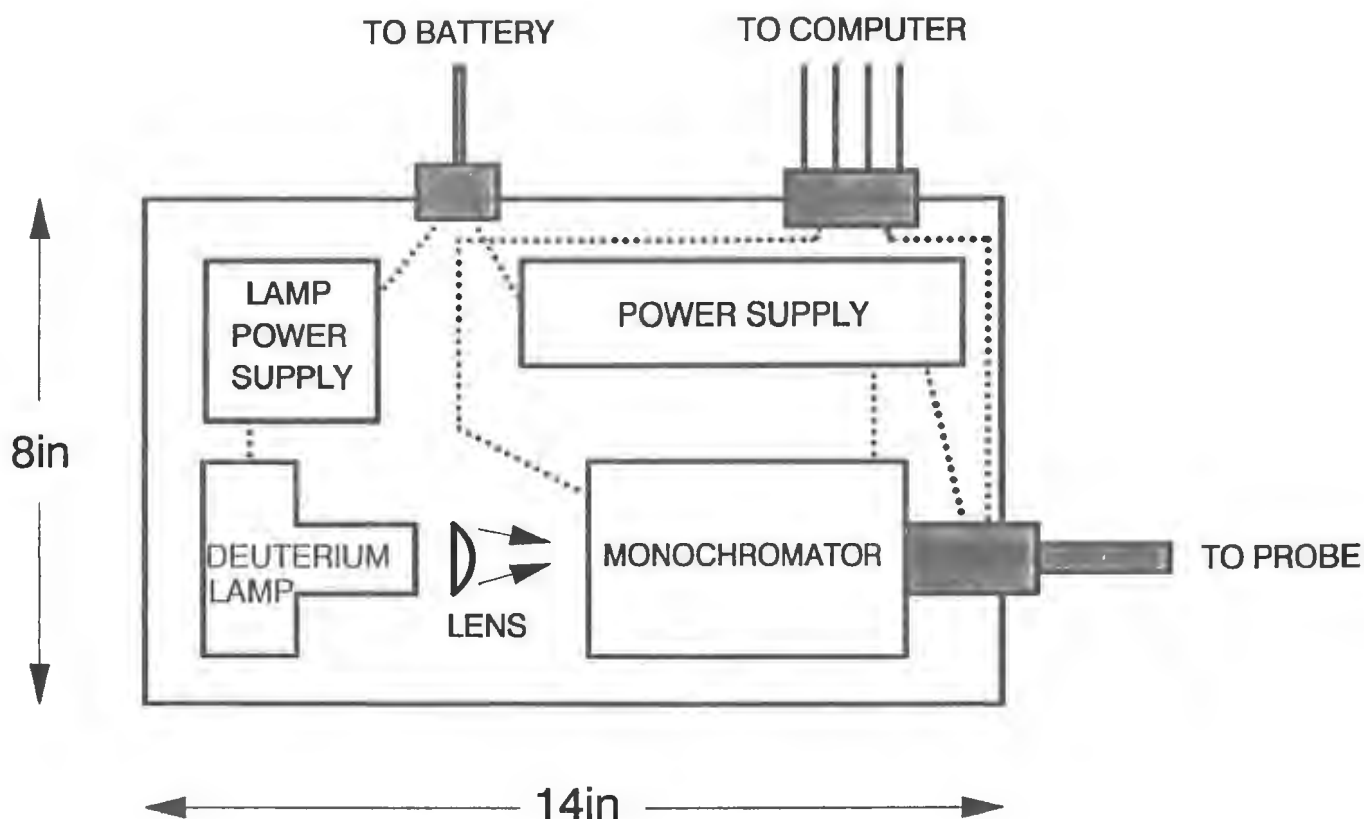 TO BATTERY
TO COMPUTER
LAMP
POWER
SUPPLY
POWER SUPPLY
8in
DEUTERIUM
LAMP
LENS
MONOCHROMATOR
TO PROBE
14in